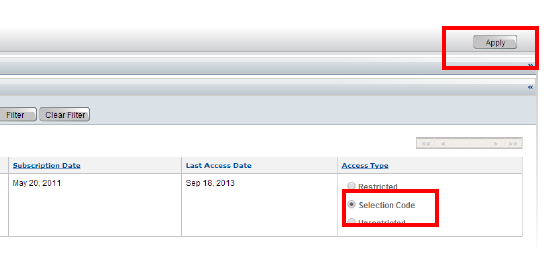 Apply
»
«
Filter Clear Filter
Subscription Date Last Access Date Access Type
May 20, 2011 Sep 18, 2013
Restricted
Selection Code
Unrestricted